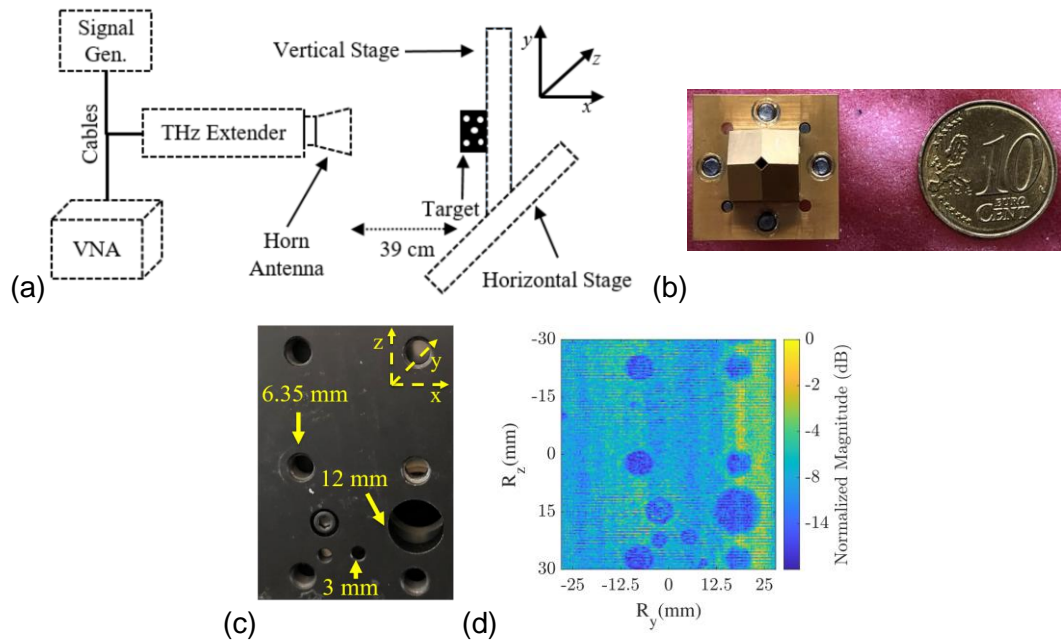 Signal
Gen.
Cables
THz Extender
VNA
Horn
Antenna
Vertical Stage
Target
39 cm
Horizontal Stage
y
z
x
(a)
10
EURO
CENT
(b)
z
y
x
6.35 mm
12 mm
3 mm
(c)
-30
-15
0
15
30
R_z(mm)
-25
-12.5
0
12.5
25
R_y(mm)
0
-2
-4
-8
-14
Normalized Magnitude (dB)
(d)